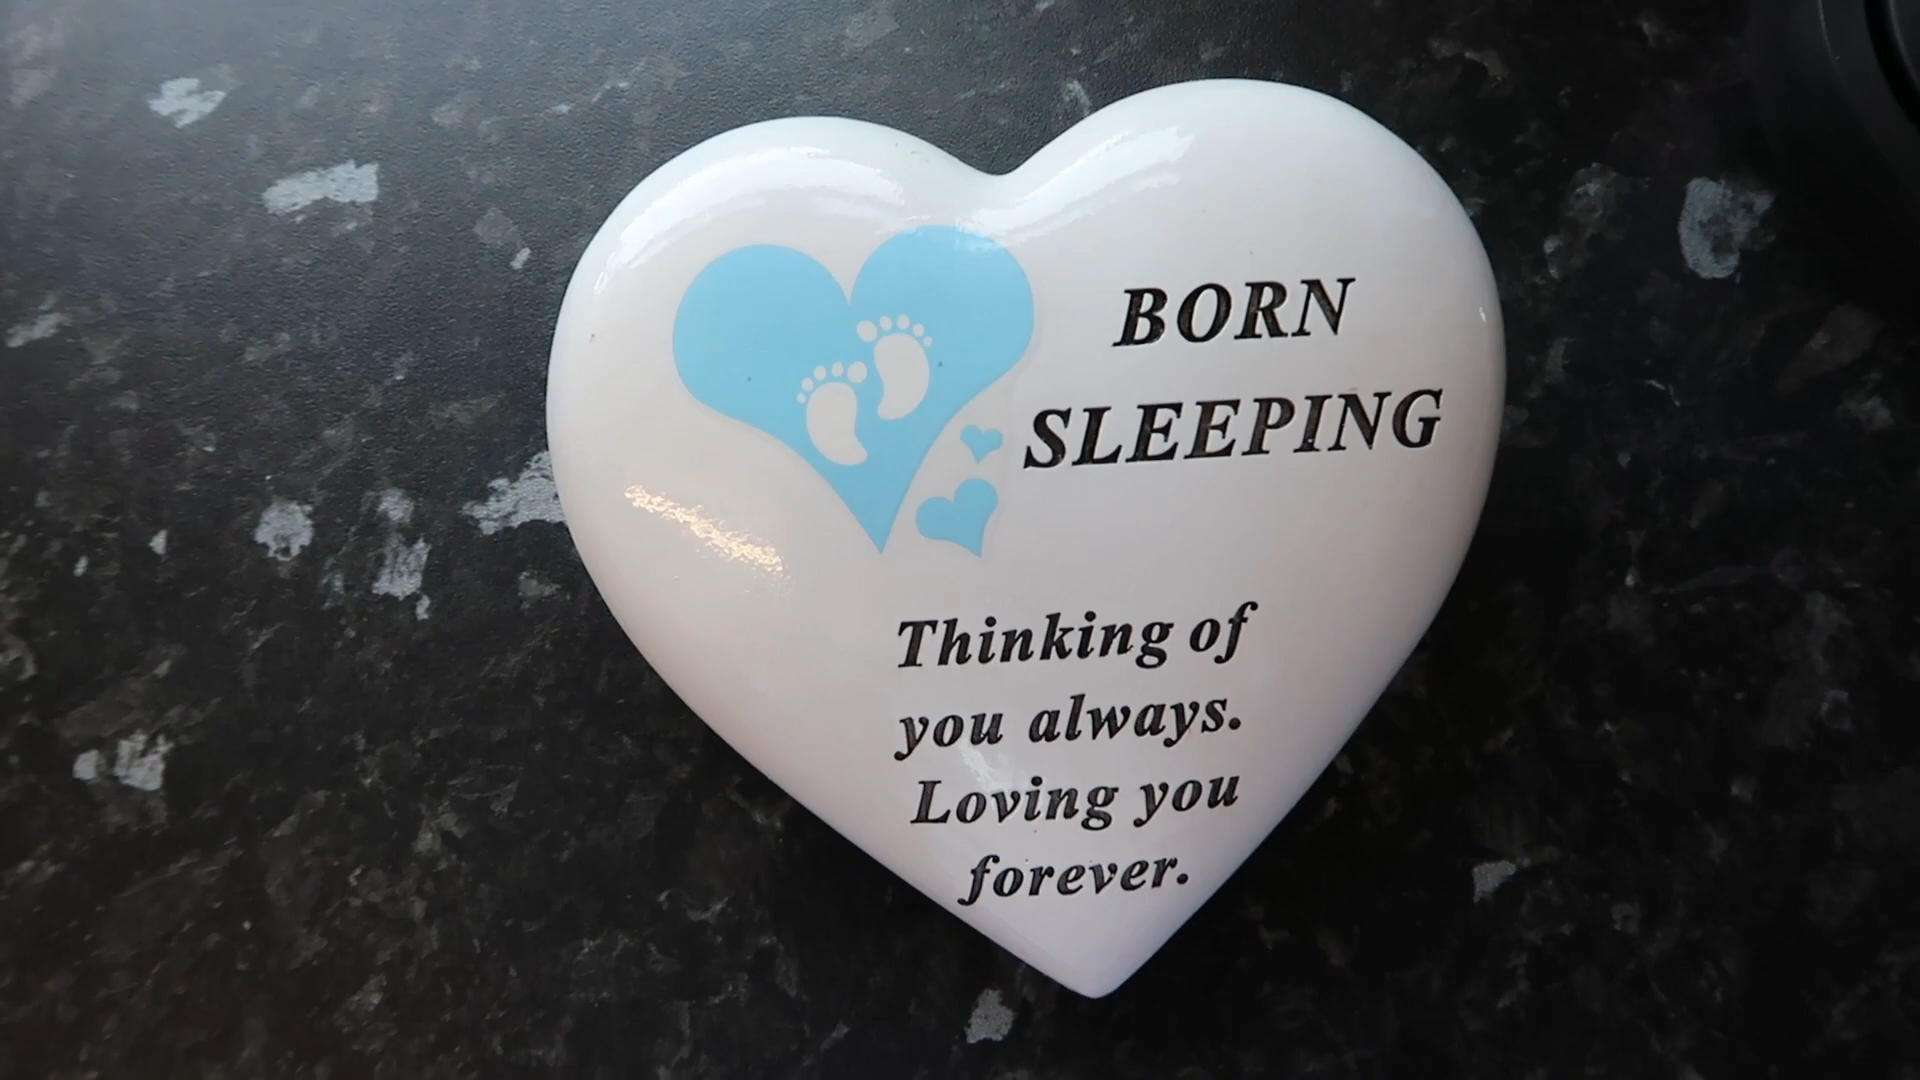 BORN
SLEEPING
Thinking of
you always.
Loving you
forever.